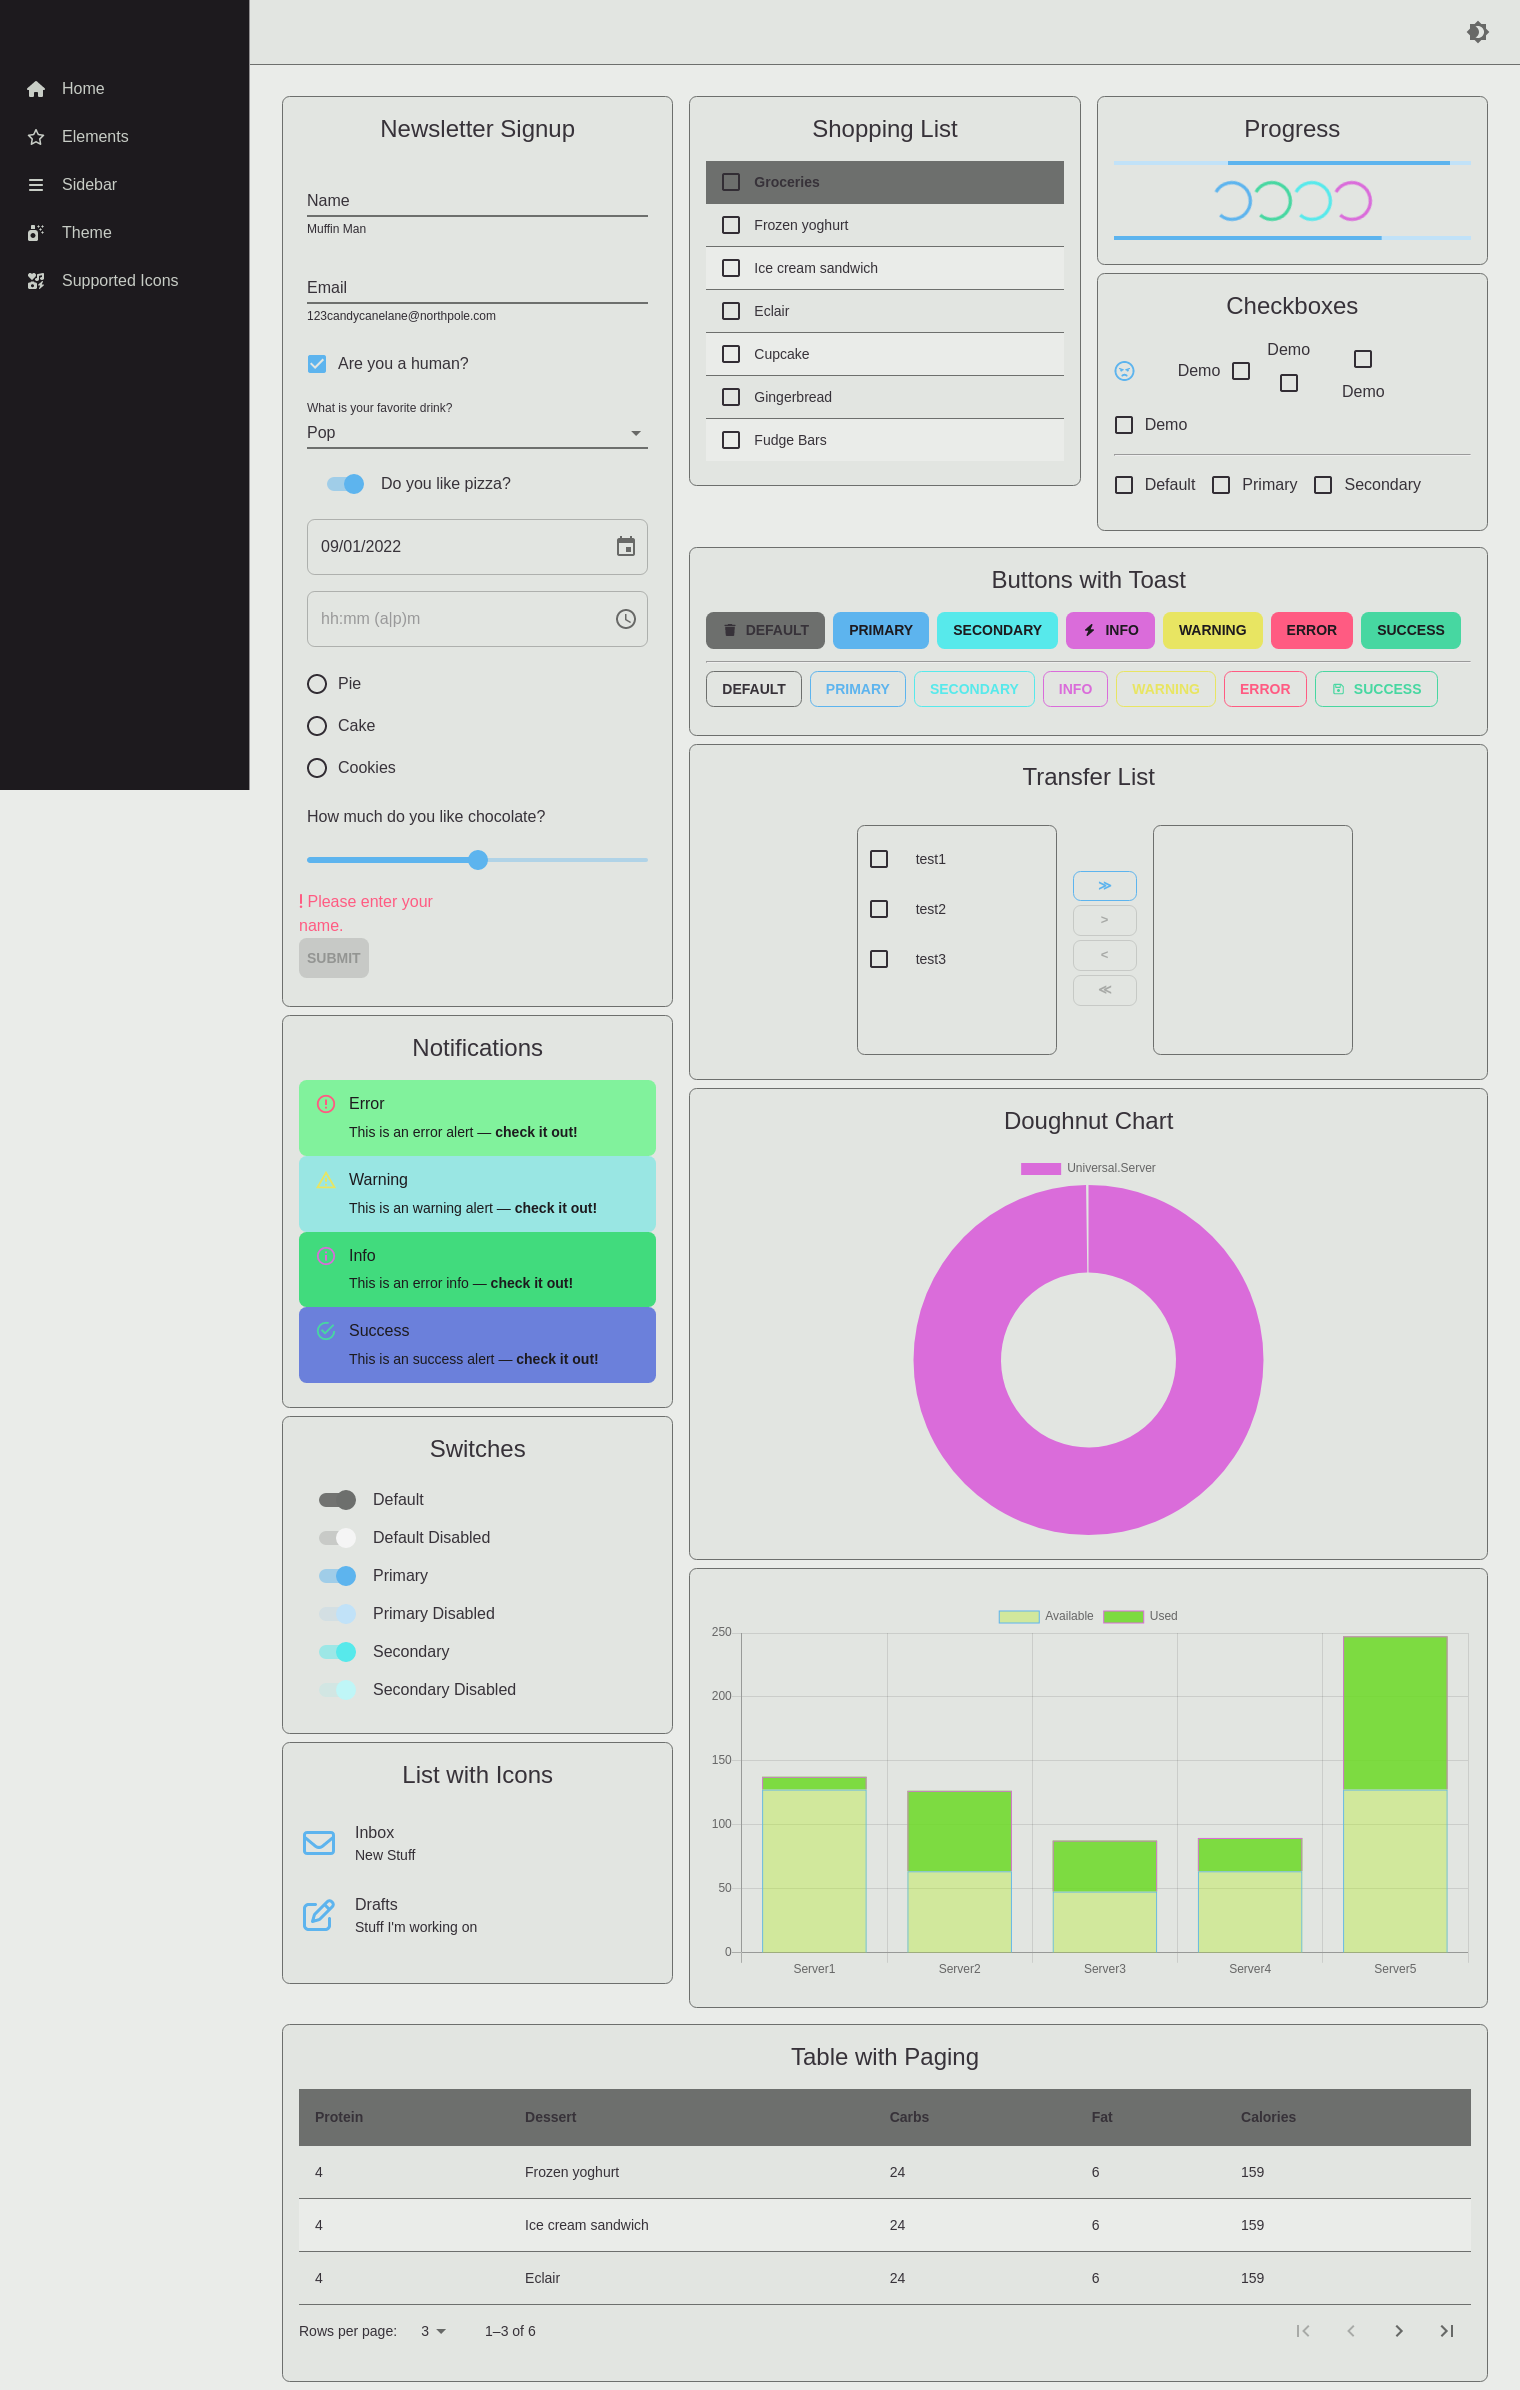 Home
Elements
Sidebar
Theme
Supported Icons
Newsletter Signup
Name
Muffin Man
Email
123candycanelane@northpole.com
Are you a human?
What is your favorite drink?
Pop
Do you like pizza?
09/01/2022
hh:mm (a|p)m
Pie
Cake
Cookies
How much do you like chocolate?
! Please enter your
name.
SUBMIT
Notifications
Error
This is an error alert — check it out!
Warning
This is an warning alert — check it out!
Info
This is an error info — check it out!
Success
This is an success alert — check it out!
Switches
Default
Default Disabled
Primary
Primary Disabled
Secondary
Secondary Disabled
List with Icons
Inbox
New Stuff
Drafts
Stuff I'm working on
Shopping List
Groceries
Frozen yoghurt
Ice cream sandwich
Eclair
Cupcake
Gingerbread
Fudge Bars
Progress
Checkboxes
Demo
Demo
Demo
Demo
Default Primary Secondary
Buttons with Toast
DEFAULT PRIMARY SECONDARY INFO WARNING ERROR SUCCESS
DEFAULT PRIMARY SECONDARY INFO WARNING ERROR SUCCESS
Transfer List
test1
test2
test3
≫
>
<
≪
Doughnut Chart
Universal.Server
Available Used
250
200
150
100
50
0
Server1 Server2 Server3 Server4 Server5
Table with Paging
Protein Dessert Carbs Fat Calories
4 Frozen yoghurt 24 6 159
4 Ice cream sandwich 24 6 159
4 Eclair 24 6 159
Rows per page: 3 1–3 of 6